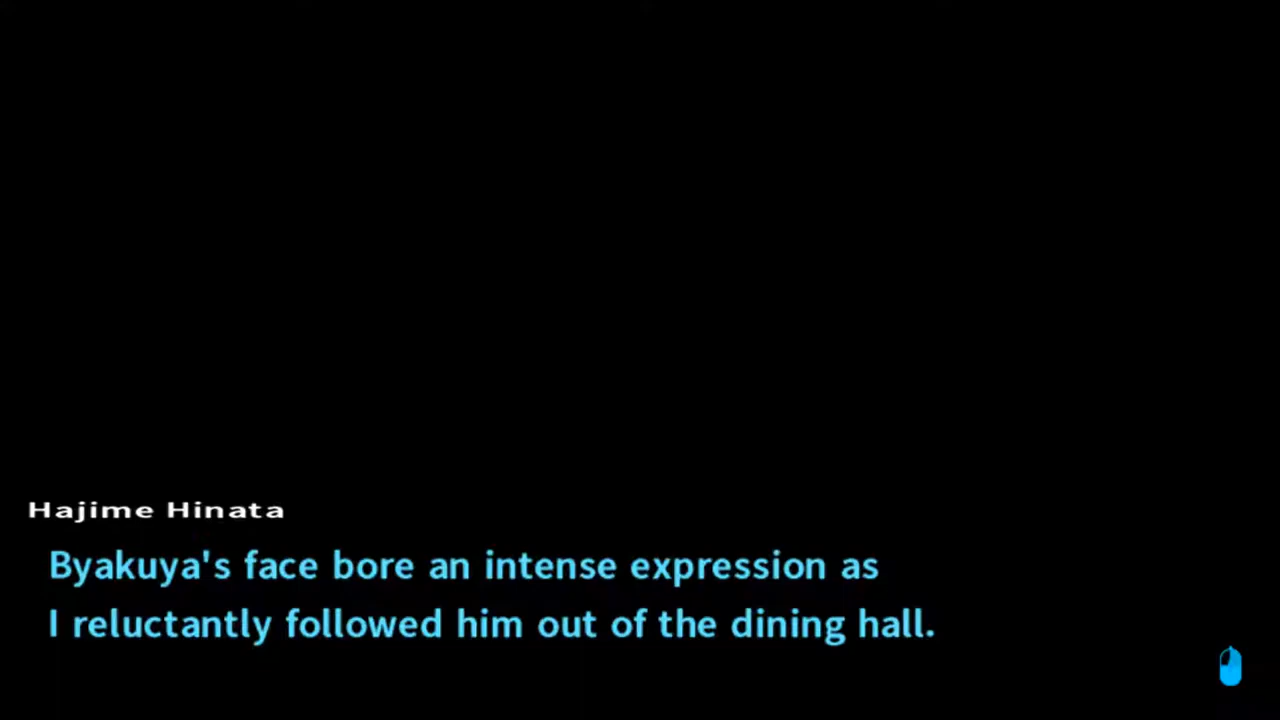 Hajime Hinata
Byakuya's face bore an intense expression as
I reluctantly followed him out of the dining hall.